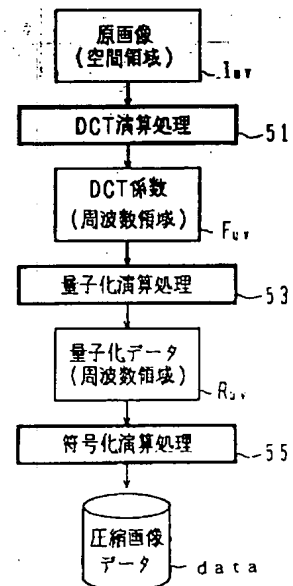 原画像
(空間領域)
Iuv
DCT演算処理
51
DCT係数
(周波数領域)
Fuv
量子化演算処理
53
量子化データ
(周波数領域)
Ruv
符号化演算処理
55
圧縮画像
データ
data